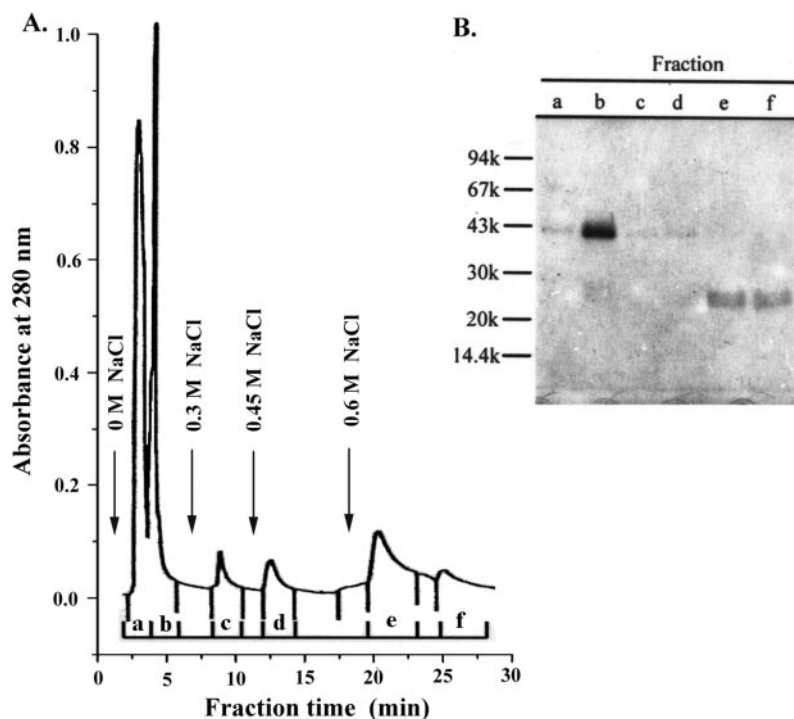 A.
B.
1.0
0.8
0.6
0.4
0.2
0.0
Absorbance at 280 nm
0 M NaCl
0.3 M NaCl
0.45 M NaCl
0.6 M NaCl
a b c d e f
0 5 10 15 20 25 30
Fraction time (min)
Fraction
a b c d e f
94k
67k
43k
30k
20k
14.4k